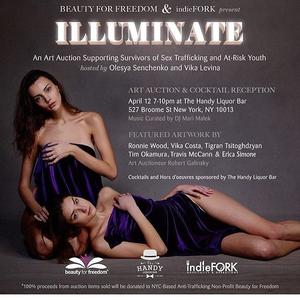 BEAUTY FOR FREEDOM & indieFORK present
ILLUMINATE
An Art Auction Supporting Survivors of Sex Trafficking and At-Risk Youth
hosted by Olesya Senchenko and Vika Levina
ART AUCTION & COCKTAIL RECEPTION
April 12 7-10pm at The Handy Liquor Bar
527 Broome St New York, NY 10013
Music Curated by DJ Mari Malek
FEATURED ARTWORK BY
Ronnie Wood, Vika Costa, Tigran Tsitoghdzyan
Tim Okamura, Travis McCann & Erica Simone
Art Auctioneer Robert Galinsky
Cocktails and Hors d'oeuvres sponsored by The Handy Liquor Bar
beauty for freedom
THE
HANDY
indieFORK
*100% proceeds from auction items sold will be donated to NYC-Based Anti-Trafficking Non-Profit Beauty for Freedom